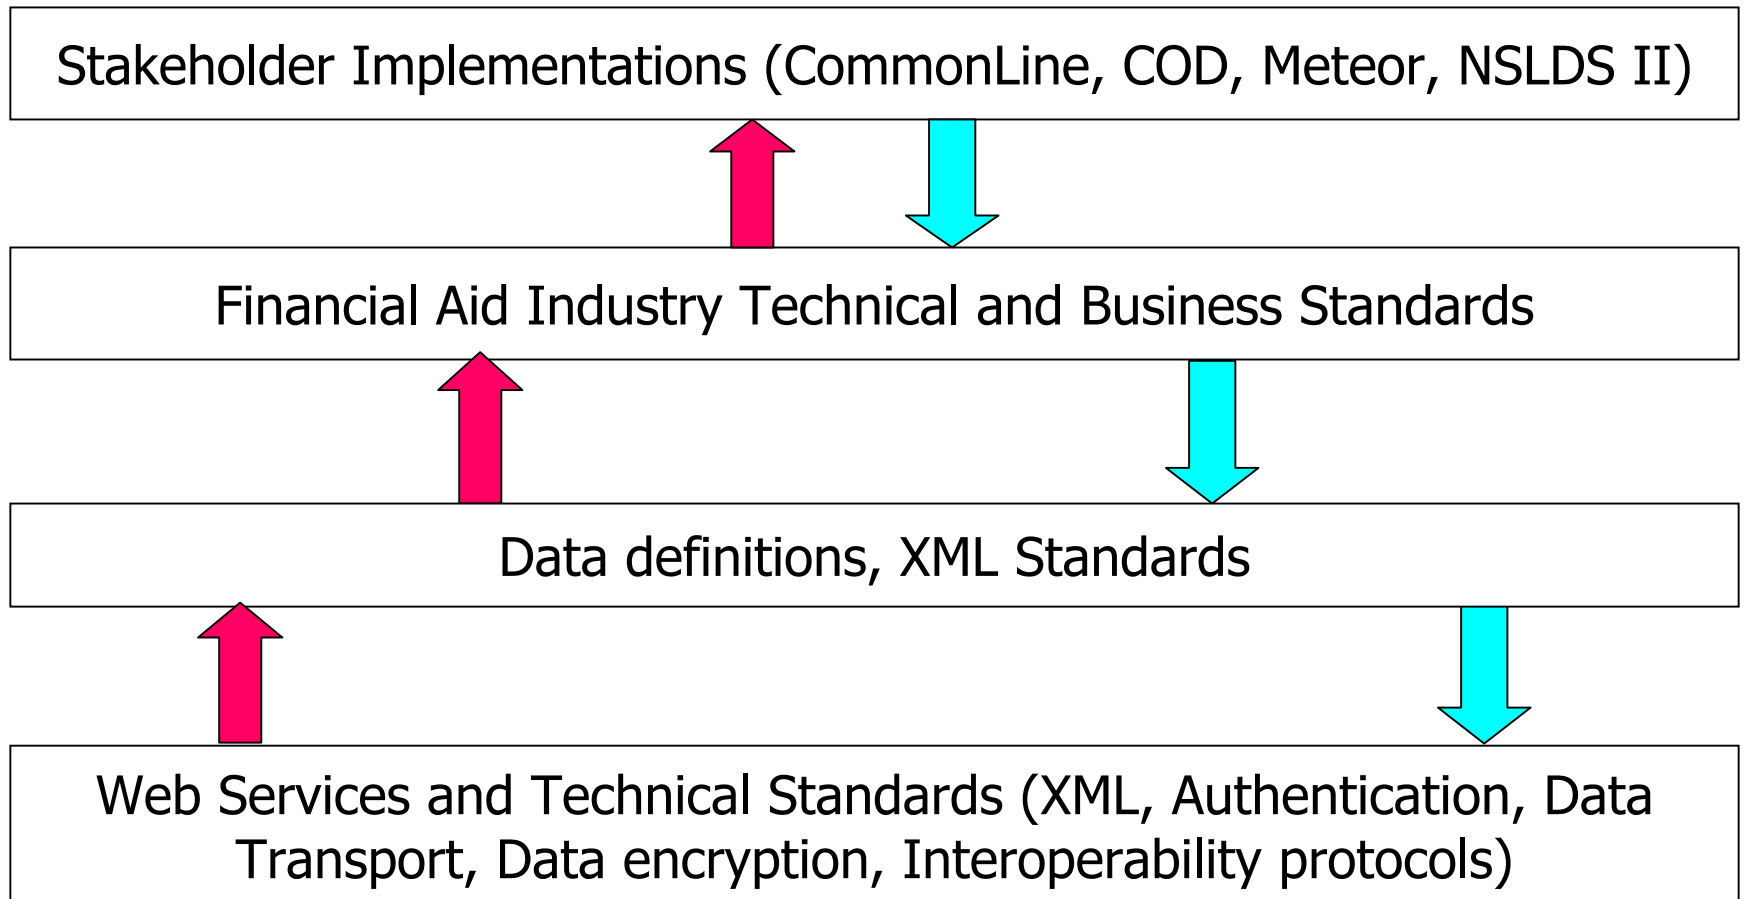 Stakeholder Implementations (CommonLine, COD, Meteor, NSLDS II)
Financial Aid Industry Technical and Business Standards
Data definitions, XML Standards
Web Services and Technical Standards (XML, Authentication, Data
Transport, Data encryption, Interoperability protocols)